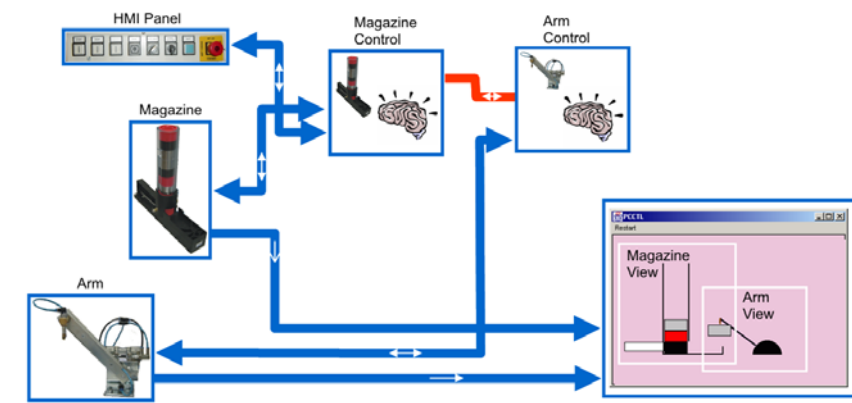 HMI Panel
Magazine
Control
Arm
Control
Magazine
Arm
PCCTL
Restart
Magazine
View
Arm
View